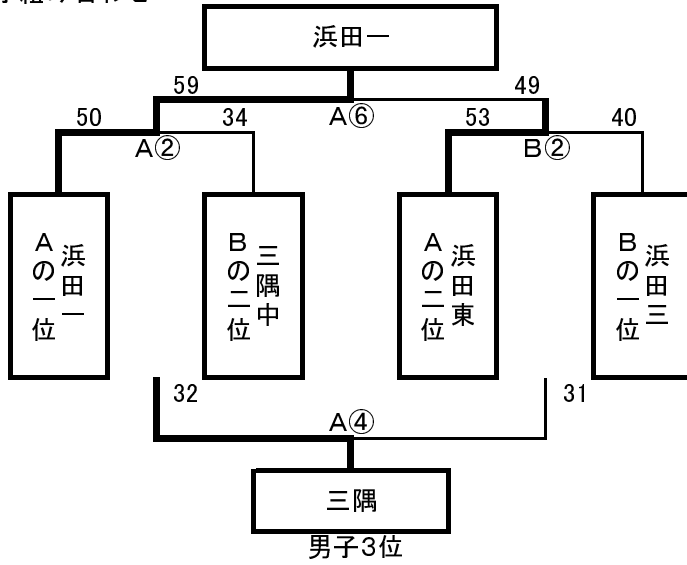 浜田一
59
49
A⑥
50
34
53
40
A②
B②
Aの一位
浜田一
Bの二位
三隅中
Aの二位
浜田東
Bの一位
浜田三
32
31
A④
三隅
男子3位